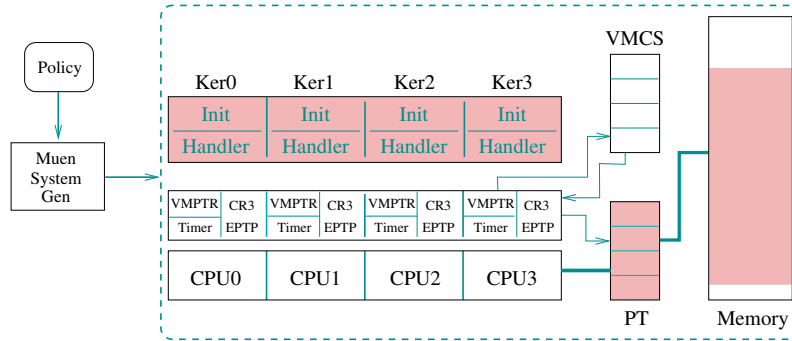 VMCS
Policy
Ker0 Ker1 Ker2 Ker3
Init Init Init Init
Handler Handler Handler Handler
Muen
System
Gen
VMPTR CR3 VMPTR CR3 VMPTR CR3 VMPTR CR3
Timer EPTP Timer EPTP Timer EPTP Timer EPTP
CPU0 CPU1 CPU2 CPU3
PT Memory